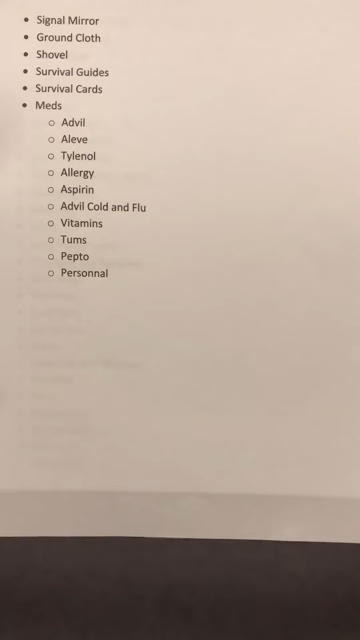 • Signal Mirror
• Ground Cloth
• Shovel
• Survival Guides
• Survival Cards
• Meds
○ Advil
○ Aleve
○ Tylenol
○ Allergy
○ Aspirin
○ Advil Cold and Flu
○ Vitamins
○ Tums
○ Pepto
○ Personnal